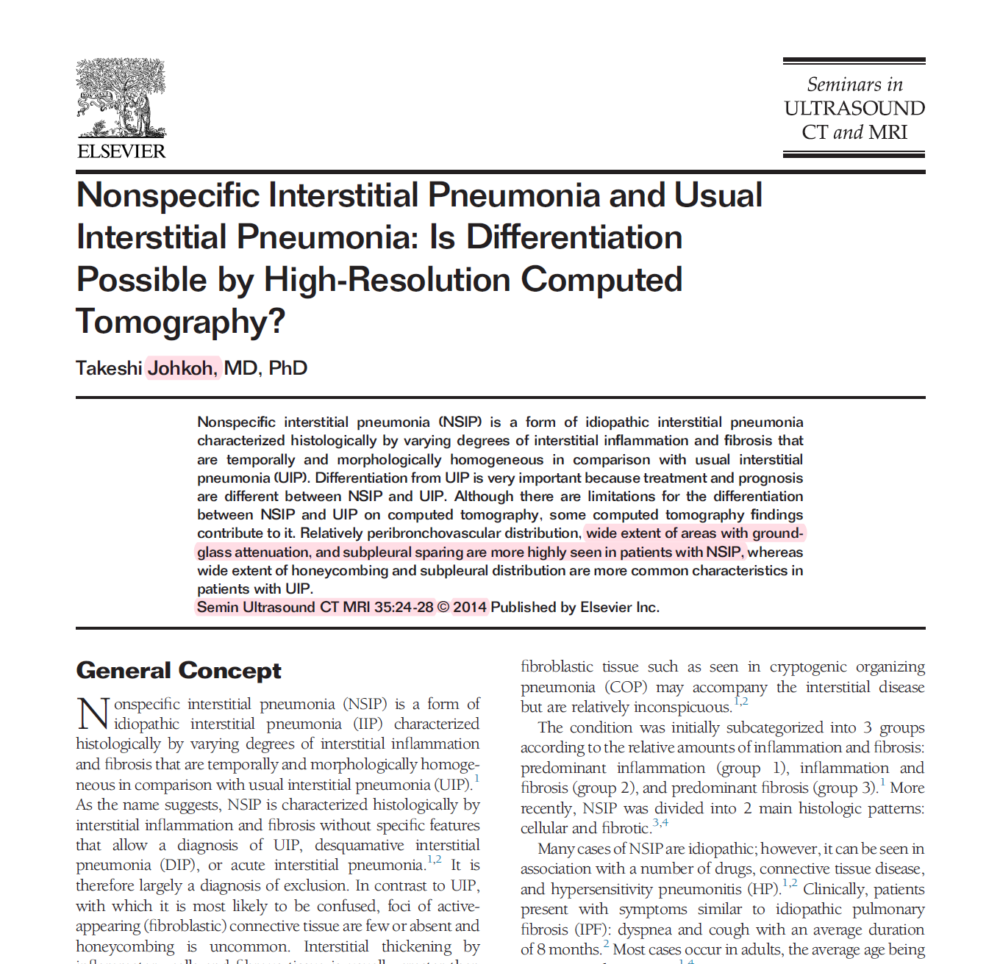 ELSEVIER
Seminars in
ULTRASOUND
CT and MRI
Nonspecific Interstitial Pneumonia and Usual
Interstitial Pneumonia: Is Differentiation
Possible by High-Resolution Computed
Tomography?
Takeshi Johkoh, MD, PhD
Nonspecific interstitial pneumonia (NSIP) is a form of idiopathic interstitial pneumonia
characterized histologically by varying degrees of interstitial inflammation and fibrosis that
are temporally and morphologically homogeneous in comparison with usual interstitial
pneumonia (UIP). Differentiation from UIP is very important because treatment and prognosis
are different between NSIP and UIP. Although there are limitations for the differentiation
between NSIP and UIP on computed tomography, some computed tomography findings
contribute to it. Relatively peribronchovascular distribution, wide extent of areas with ground-
glass attenuation, and subpleural sparing are more highly seen in patients with NSIP, whereas
wide extent of honeycombing and subpleural distribution are more common characteristics in
patients with UIP.
Semin Ultrasound CT MRI 35:24-28 © 2014 Published by Elsevier Inc.
General Concept
Nonspecific interstitial pneumonia (NSIP) is a form of
idiopathic interstitial pneumonia (IIP) characterized
histologically by varying degrees of interstitial inflammation
and fibrosis that are temporally and morphologically homoge-
neous in comparison with usual interstitial pneumonia (UIP).1
As the name suggests, NSIP is characterized histologically by
interstitial inflammation and fibrosis without specific features
that allow a diagnosis of UIP, desquamative interstitial
pneumonia (DIP), or acute interstitial pneumonia.1,2 It is
therefore largely a diagnosis of exclusion. In contrast to UIP,
with which it is most likely to be confused, foci of active-
appearing (fibroblastic) connective tissue are few or absent and
honeycombing is uncommon. Interstitial thickening by
fibroblastic tissue such as seen in cryptogenic organizing
pneumonia (COP) may accompany the interstitial disease
but are relatively inconspicuous.1,2
The condition was initially subcategorized into 3 groups
according to the relative amounts of inflammation and fibrosis:
predominant inflammation (group 1), inflammation and
fibrosis (group 2), and predominant fibrosis (group 3).1 More
recently, NSIP was divided into 2 main histologic patterns:
cellular and fibrotic.3,4
Many cases of NSIP are idiopathic; however, it can be seen in
association with a number of drugs, connective tissue disease,
and hypersensitivity pneumonitis (HP).1,2 Clinically, patients
present with symptoms similar to idiopathic pulmonary
fibrosis (IPF): dyspnea and cough with an average duration
of 8 months.2 Most cases occur in adults, the average age being